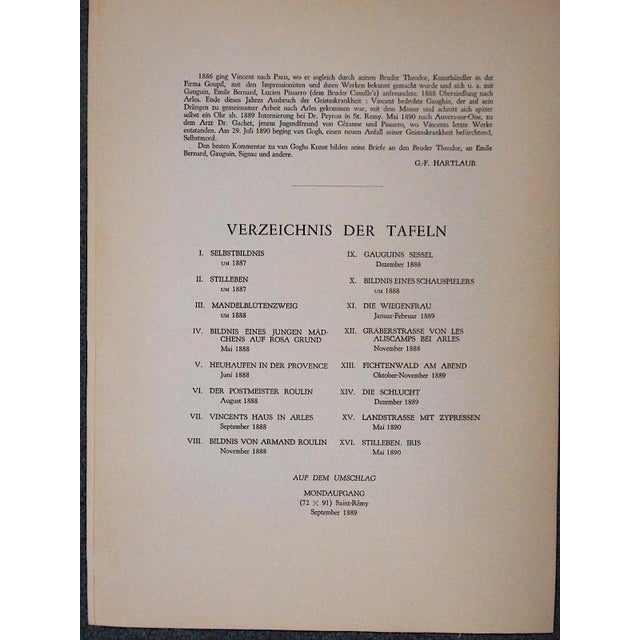 1886 ging Vincent nach Paris, wo er sogleich durch seinen Bruder Theodor, Kunsthändler in der
Firma Goupil, mit den Impressionisten und ihren Werken bekannt gemacht wurde und sich u. a. mit
Gauguin, Emile Bernard, Lucien Pissarro (dem Bruder Camille's) anfreundete. 1888 Übersiedlung nach
Arles. Ende dieses Jahres Ausbruch der Geisteskrankheit : Vincent bedrohte Gauguin, der auf sein
Drängen zu gemeinsamer Arbeit nach Arles gekommen war, mit dem Messer und schnitt sich später
selbst ein Ohr ab. 1889 Internierung bei Dr. Peyron in St. Remy. Mai 1890 nach Auvers-sur-Oise, zu
dem Arzt Dr. Gachet, jenem Jugendfreund von Cézanne und Pissarro, wo Vincents letzte Werke
entstanden. Am 29. Juli 1890 beging van Gogh, einen neuen Anfall seiner Geisteskrankheit befürchtend,
Selbstmord.
Den besten Kommentar zu van Goghs Kunst bilden seine Briefe an den Bruder Theodor, an Emile
Bernard, Gauguin, Signac und andere.
G.-F. HARTLAUB.
VERZEICHNIS DER TAFELN
I. SELBSTBILDNIS
UM 1887
II. STILLEBEN
UM 1887
III. MANDELBLÜTENZWEIG
UM 1888
IV. BILDNIS EINES JUNGEN MÄD-
CHENS AUF ROSA GRUND
Mai 1888
V. HEUHAUFEN IN DER PROVENCE
Juni 1888
VI. DER POSTMEISTER ROULIN
August 1888
VII. VINCENTS HAUS IN ARLES
September 1888
VIII. BILDNIS VON ARMAND ROULIN
November 1888
IX. GAUGUINS SESSEL
Dezember 1888
X. BILDNIS EINES SCHAUSPIELERS
UM 1888
XI. DIE WIEGENFRAU
Januar-Februar 1889
XII. GRÄBERSTRASSE VON LES
ALISCAMPS BEI ARLES
November 1888
XIII. FICHTENWALD AM ABEND
Oktober-November 1889
XIV. DIE SCHLUCHT
Dezember 1889
XV. LANDSTRASSE MIT ZYPRESSEN
Mai 1890
XVI. STILLEBEN. IRIS
Mai 1890
AUF DEM UMSCHLAG
MONDAUFGANG
(72 × 91) Saint-Rémy
September 1889